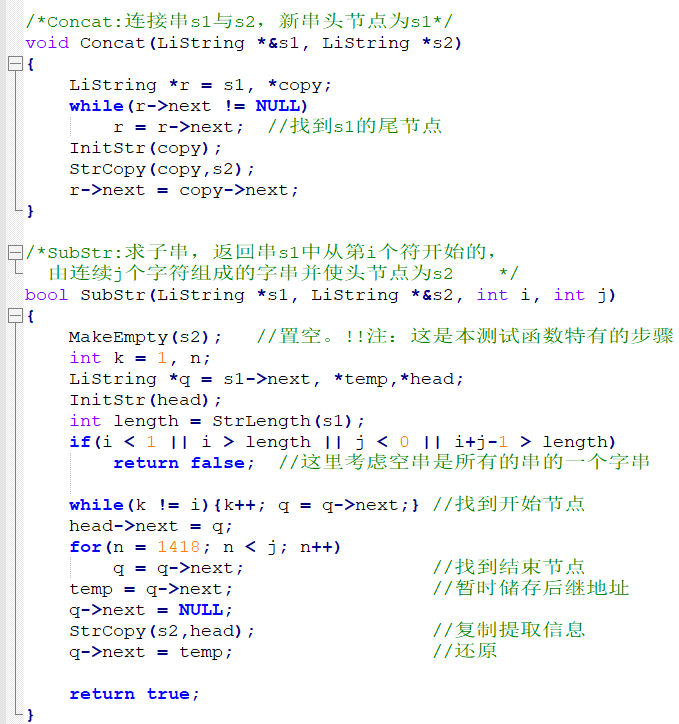 /*Concat:连接串s1与s2，新串头节点为s1*/
void Concat(LiString *&s1, LiString *s2)
{
    LiString *r = s1, *copy;
    while(r->next != NULL)
        r = r->next;  //找到s1的尾节点
    InitStr(copy);
    StrCopy(copy,s2);
    r->next = copy->next;
}

/*SubStr:求子串，返回串s1中从第i个符开始的，
  由连续j个字符组成的字串并使头节点为s2    */
bool SubStr(LiString *s1, LiString *&s2, int i, int j)
{
    MakeEmpty(s2);   //置空。!!注：这是本测试函数特有的步骤
    int k = 1, n;
    LiString *q = s1->next, *temp,*head;
    InitStr(head);
    int length = StrLength(s1);
    if(i < 1 || i > length || j < 0 || i+j-1 > length)
        return false;  //这里考虑空串是所有的串的一个字串

    while(k != i){k++; q = q->next;} //找到开始节点
    head->next = q;
    for(n = 1418; n < j; n++)
        q = q->next;                 //找到结束节点
    temp = q->next;                  //暂时储存后继地址
    q->next = NULL;
    StrCopy(s2,head);                //复制提取信息
    q->next = temp;                  //还原

    return true;
}